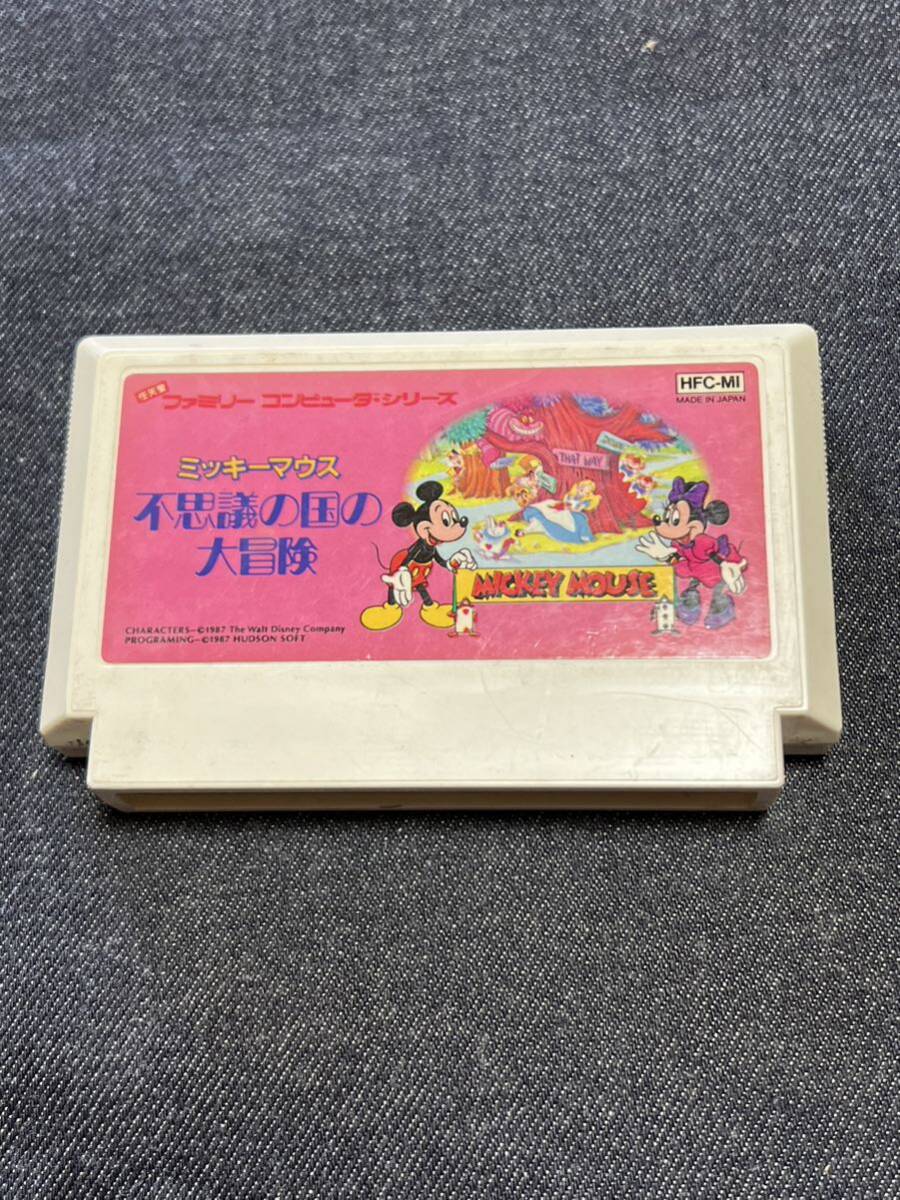 任天堂
ファミリー コンピュータ・シリーズ
HFC-MI
MADE IN JAPAN
ミッキーマウス
不思議の国の
大冒険
THAT WAY
MICKEY MOUSE
CHARACTERS-©1987 The Walt Disney Company
PROGRAMING-©1987 HUDSON SOFT